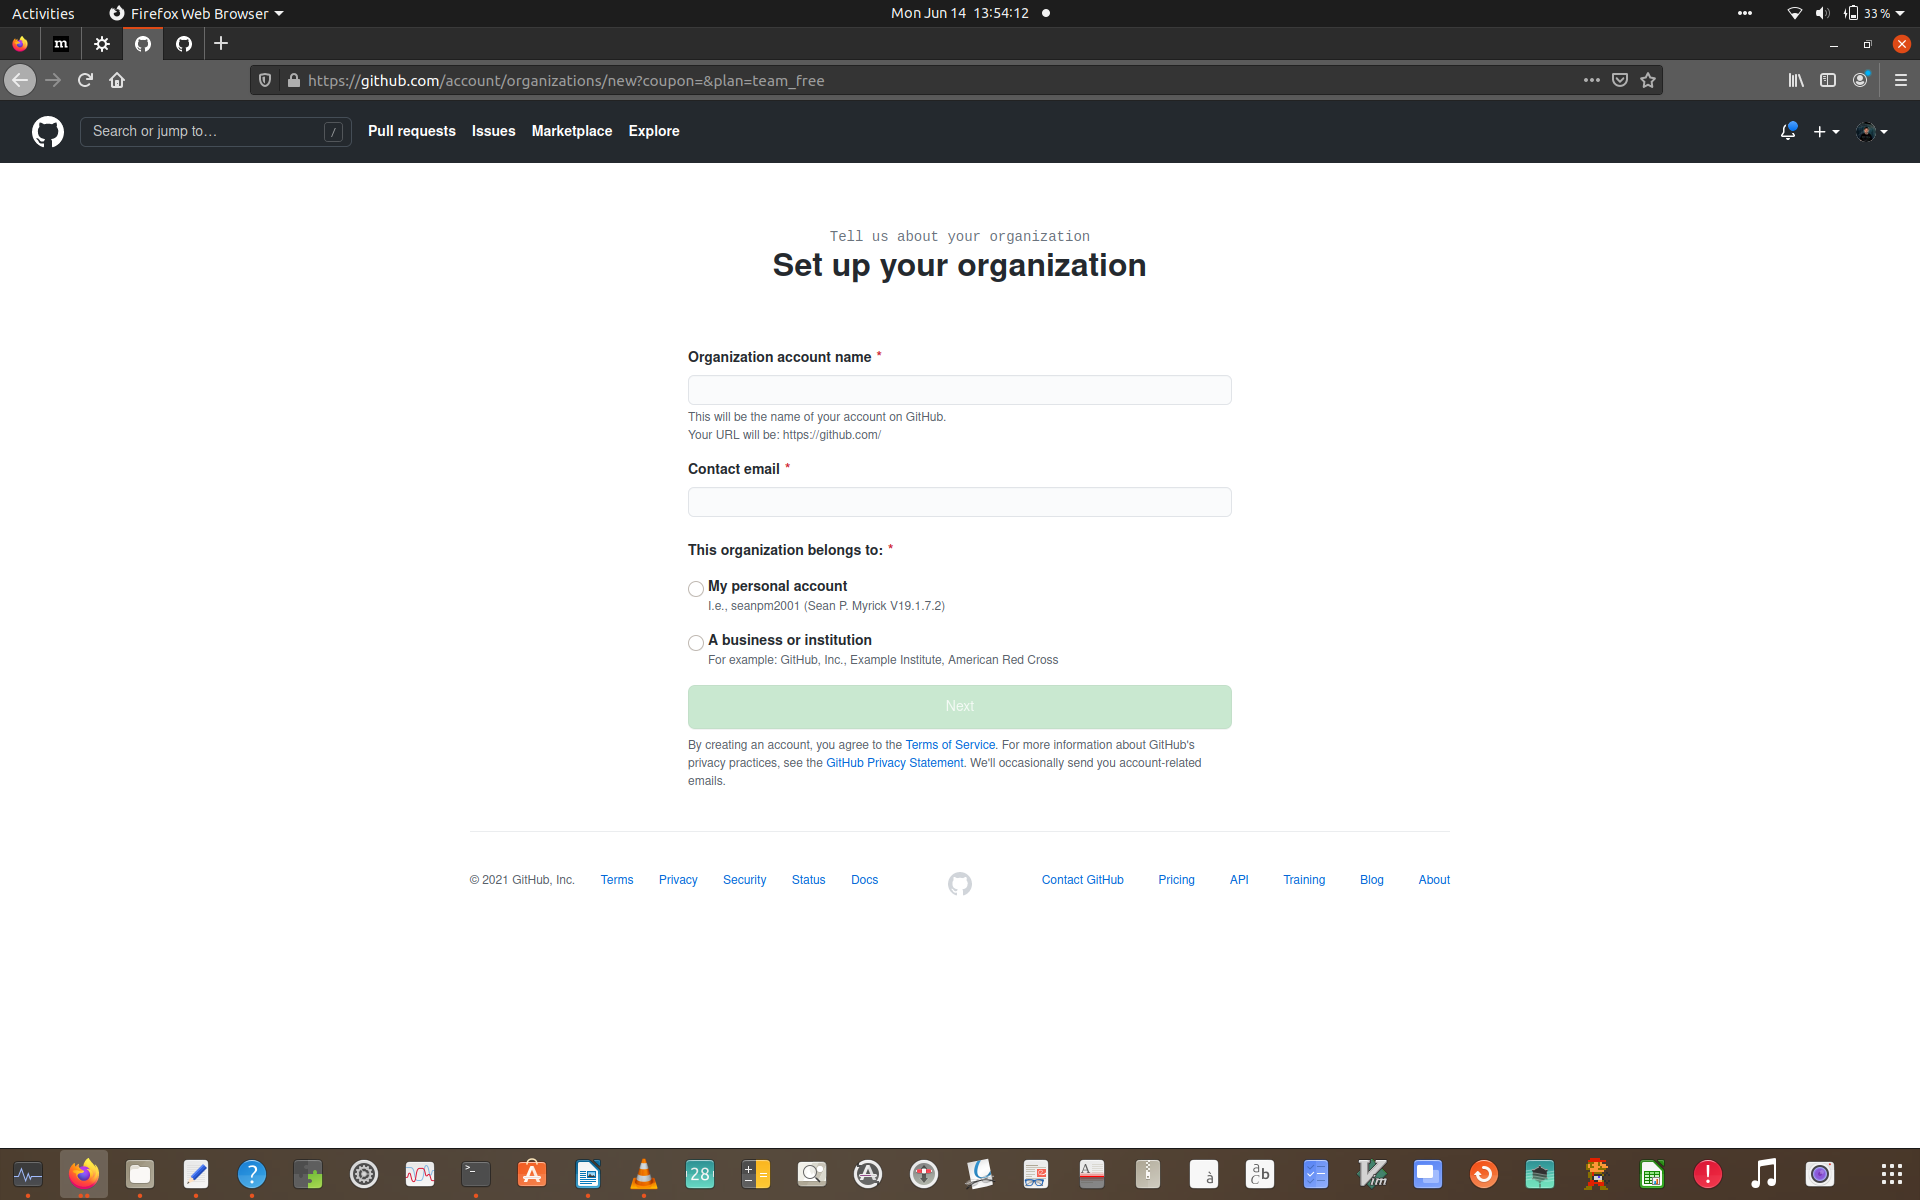 Activities
Firefox Web Browser
Mon Jun 14 13:54:12
33 %
m
https://github.com/account/organizations/new?coupon=&plan=team_free
Search or jump to…
/
Pull requests
Issues
Marketplace
Explore
Tell us about your organization
Set up your organization
Organization account name *
This will be the name of your account on GitHub.
Your URL will be: https://github.com/
Contact email *
This organization belongs to: *
My personal account
I.e., seanpm2001 (Sean P. Myrick V19.1.7.2)
A business or institution
For example: GitHub, Inc., Example Institute, American Red Cross
Next
By creating an account, you agree to the Terms of Service. For more information about GitHub's
privacy practices, see the GitHub Privacy Statement. We'll occasionally send you account-related
emails.
© 2021 GitHub, Inc.
Terms
Privacy
Security
Status
Docs
Contact GitHub
Pricing
API
Training
Blog
About
28
Vim